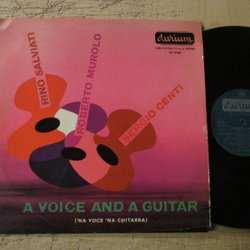 durium
RINO SALVIATI
ROBERTO MUROLO
SERGIO CENTI
A VOICE AND A GUITAR
('NA VOCE 'NA CHITARRA)